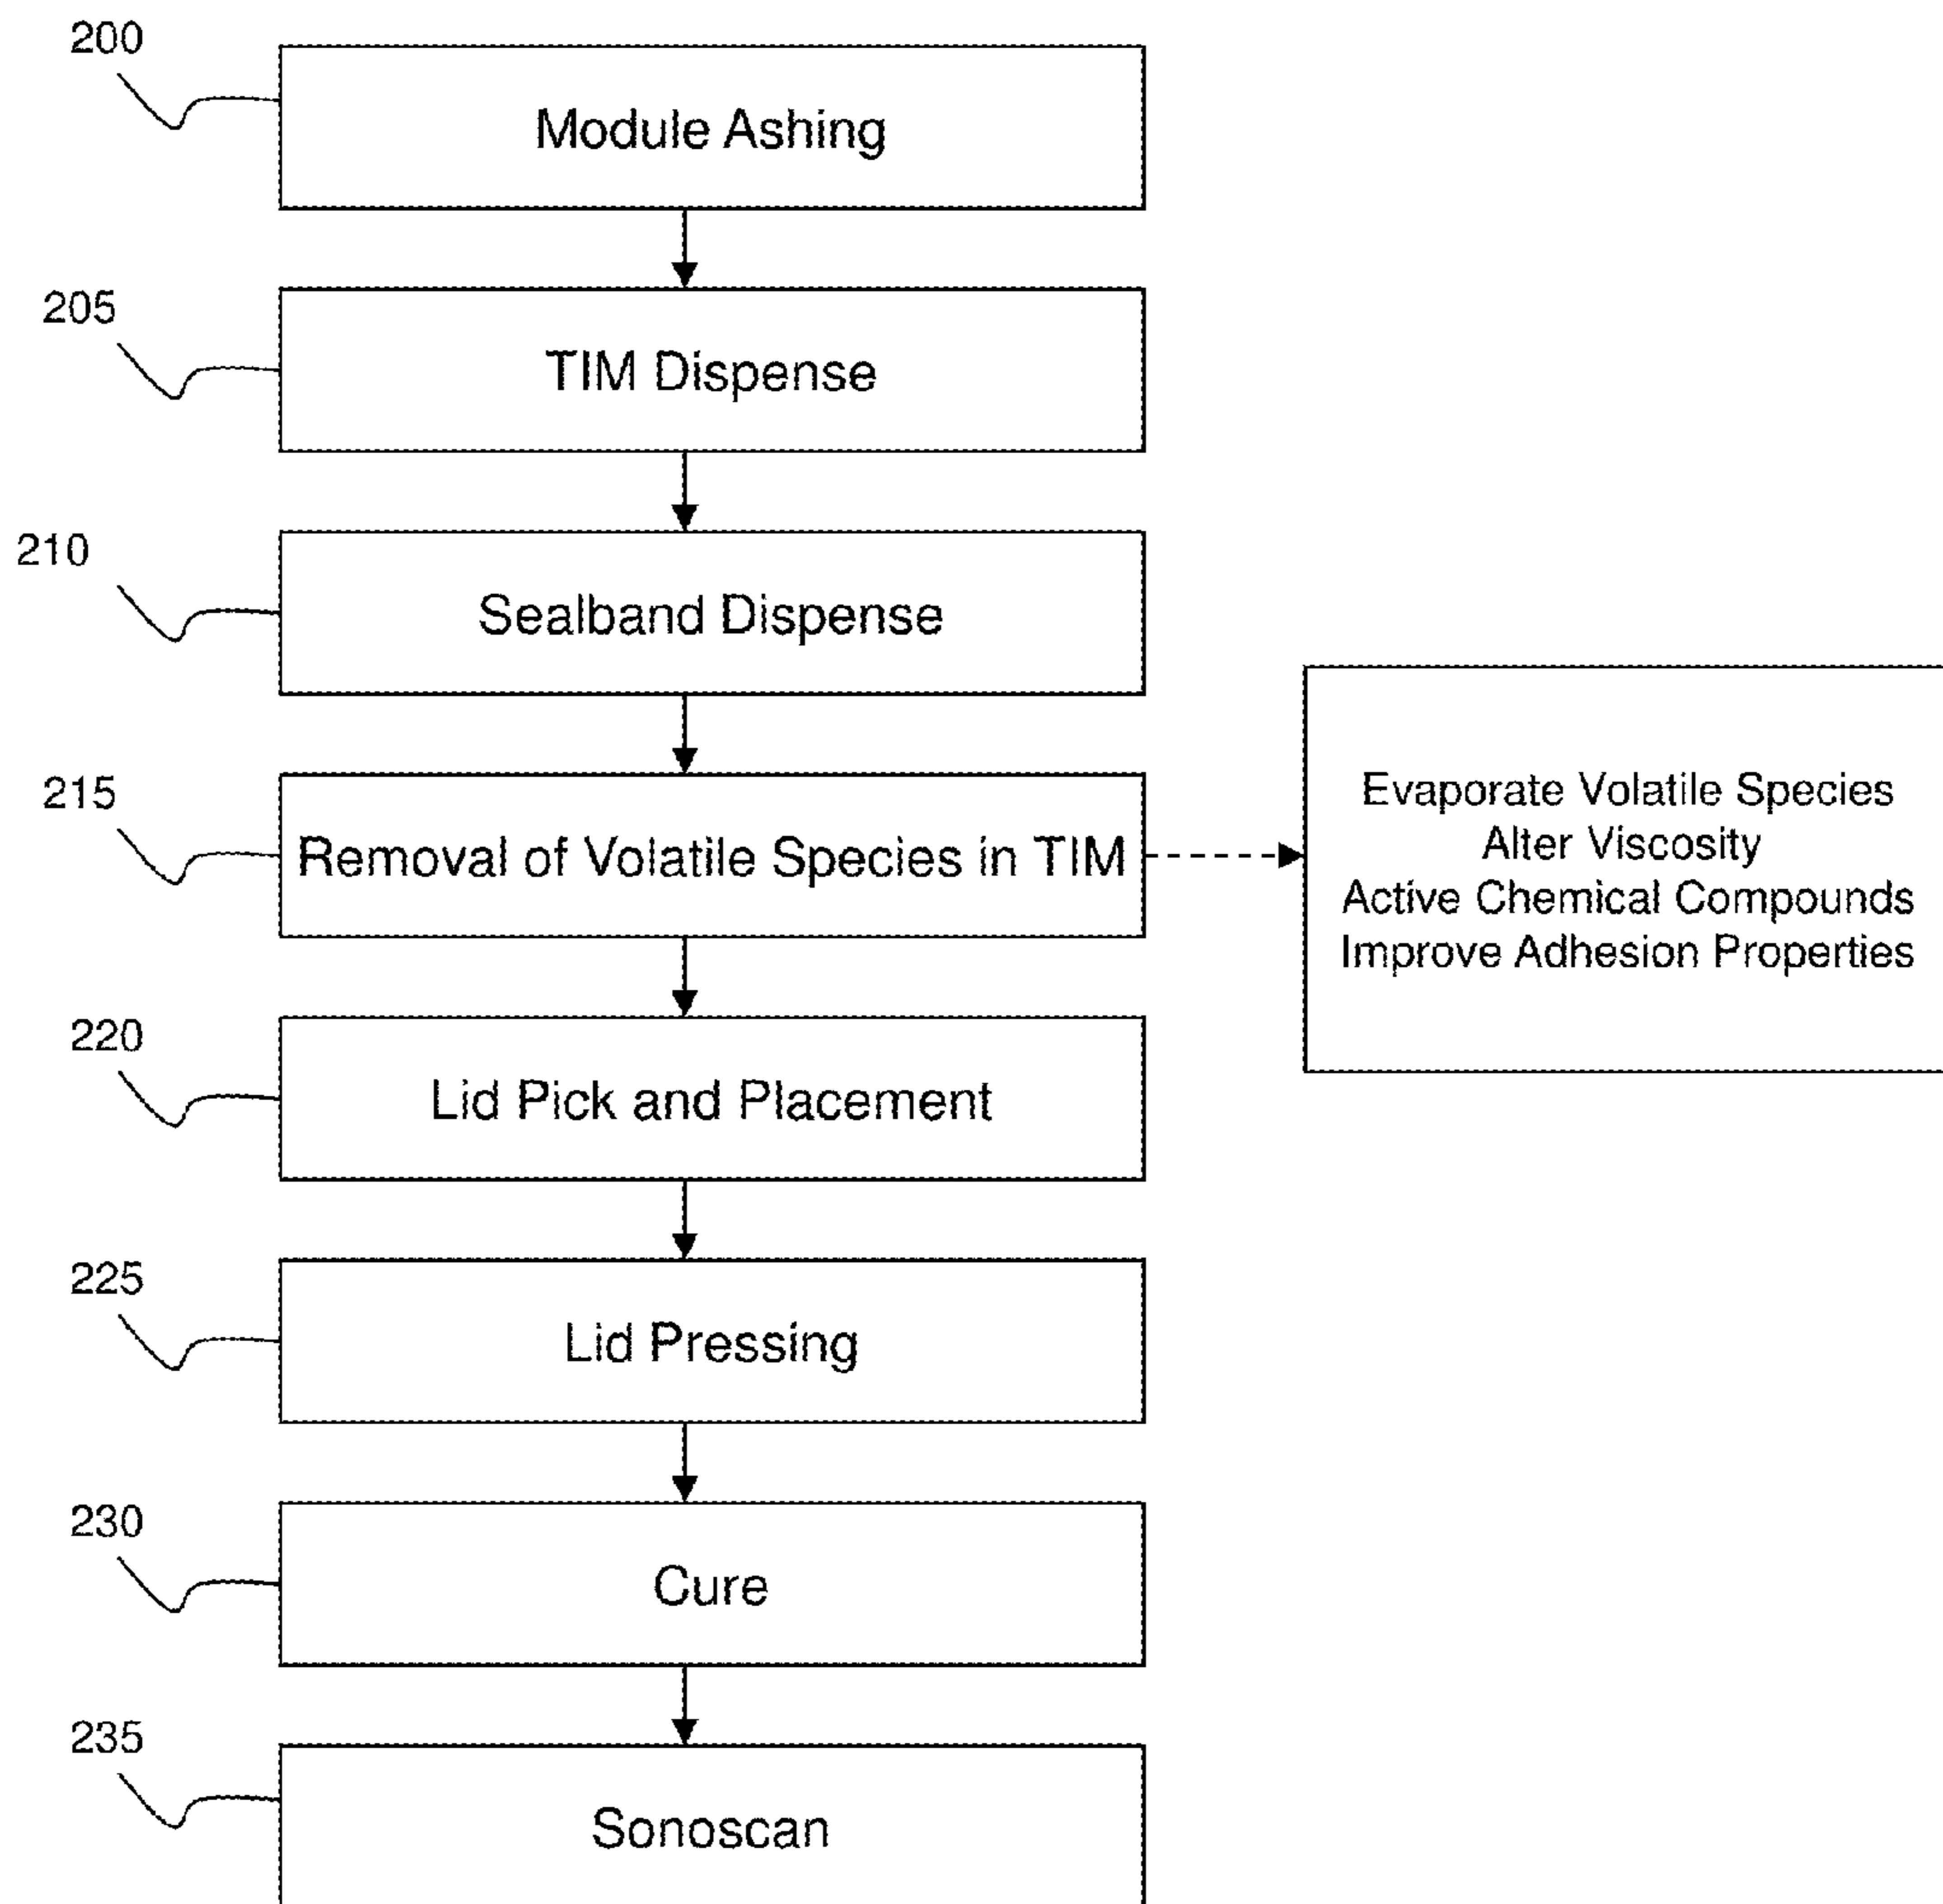 200
Module Ashing
205
TIM Dispense
210
Sealband Dispense
215
Removal of Volatile Species in TIM
Evaporate Volatile Species
Alter Viscosity
Active Chemical Compounds
Improve Adhesion Properties
220
Lid Pick and Placement
225
Lid Pressing
230
Cure
235
Sonoscan